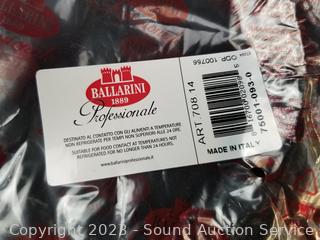 BALLARINI
1889
Professionale
DESTINATO AL CONTATTO CON GLI ALIMENTI A TEMPERATURE
NON REFRIGERATE PER TEMPI NON SUPERIORI ALLE 24 ORE.
SUITABLE FOR FOOD CONTACT AT TEMPERATURES NOT
REFRIGERATED FOR NO LONGER THAN 24 HOURS.
www.ballariniprofessionale.it
ART.708 14
MADE IN ITALY
75001-093-0
ODP 100766
Copyright 2023 - Sound Auction Service